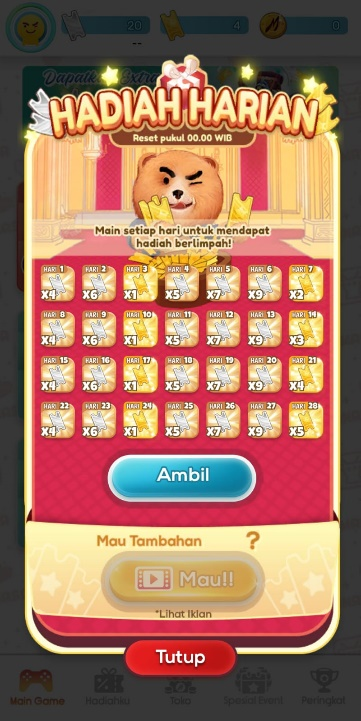 20
4
0
Dapatk
Extra
HADIAH HARIAN
Reset pukul 00.00 WIB
Main setiap hari untuk mendapat
hadiah berlimpah!
HARI 1 HARI 2 HARI 3 HARI 4 HARI 5 HARI 6 HARI 7
X4 X6 X1 X5 X7 X9 X2
HARI 8 HARI 9 HARI 10 HARI 11 HARI 12 HARI 13 HARI 14
X4 X6 X1 X5 X7 X9 X3
HARI 15 HARI 16 HARI 17 HARI 18 HARI 19 HARI 20 HARI 21
X4 X6 X1 X5 X7 X9 X4
HARI 22 HARI 23 HARI 24 HARI 25 HARI 26 HARI 27 HARI 28
X4 X6 X1 X5 X7 X9 X5
Ambil
Mau Tambahan ?
Mau!!
*Lihat Iklan
Tutup
Main Game Hadiahku Toko Spesial Event Peringkat